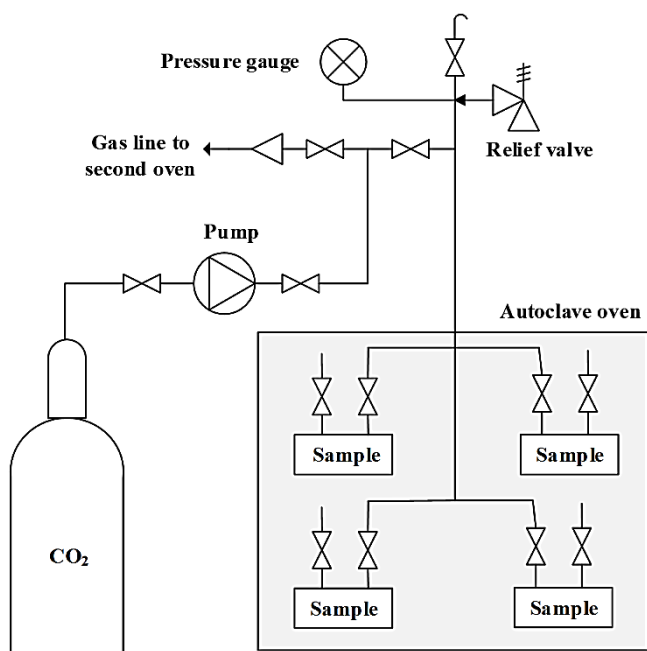 Pressure gauge
Gas line to
second oven
Relief valve
Pump
Autoclave oven
Sample
Sample
CO₂
Sample
Sample